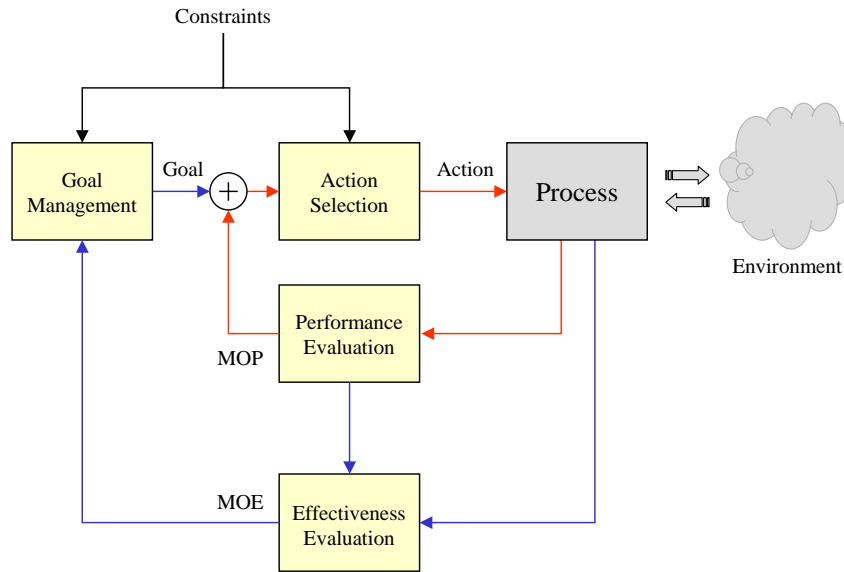 Constraints
Goal
Management
Goal
+
Action
Selection
Action
Process
Environment
Performance
Evaluation
MOP
MOE
Effectiveness
Evaluation